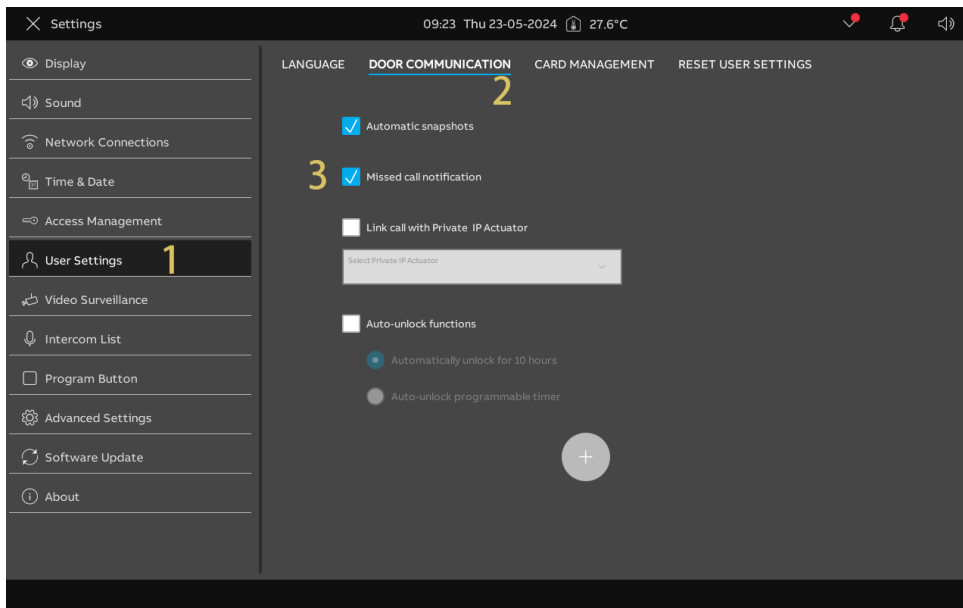 Settings
09:23 Thu 23-05-2024 27.6°C
Display
Sound
Network Connections
Time & Date
Access Management
User Settings 1
Video Surveillance
Intercom List
Program Button
Advanced Settings
Software Update
About
LANGUAGE DOOR COMMUNICATION CARD MANAGEMENT RESET USER SETTINGS
2
Automatic snapshots
3 Missed call notification
Link call with Private IP Actuator
Select Private IP Actuator
Auto-unlock functions
Automatically unlock for 10 hours
Auto-unlock programmable timer
+